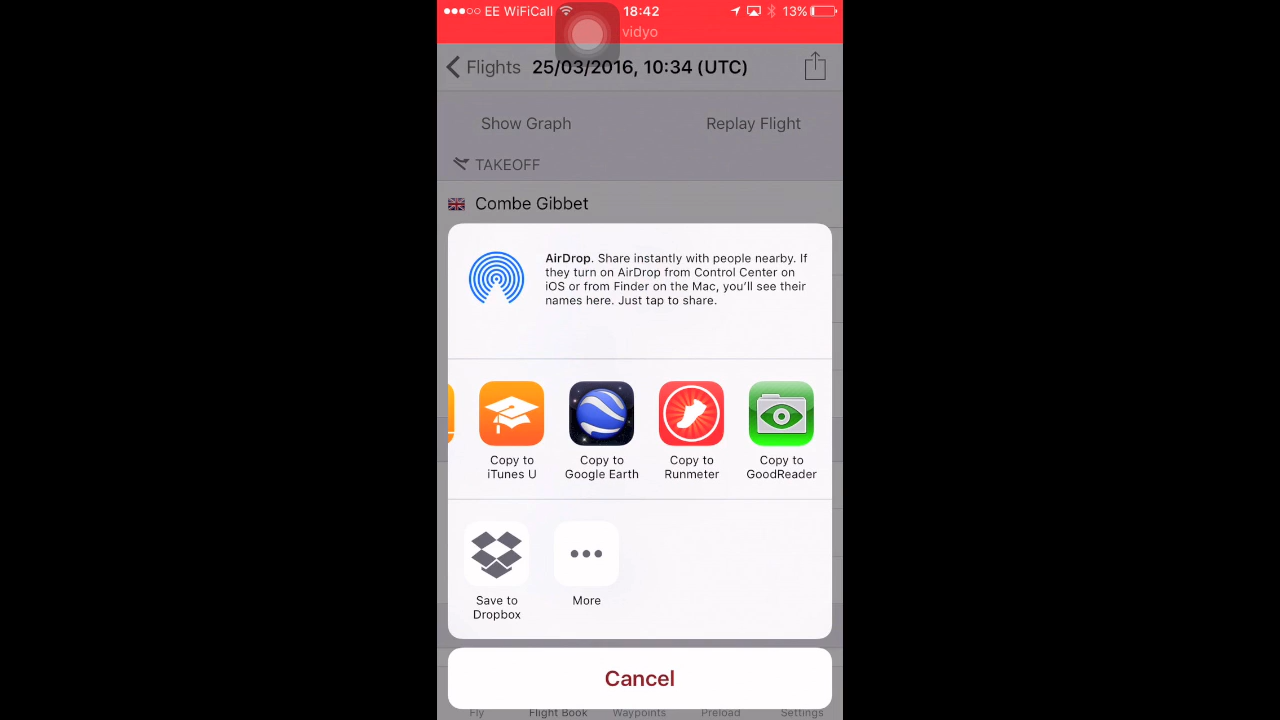 EE WiFiCall 18:42 13%
vidyo
Flights 25/03/2016, 10:34 (UTC)
Show Graph Replay Flight
TAKEOFF
Combe Gibbet
AirDrop. Share instantly with people nearby. If
they turn on AirDrop from Control Center on
iOS or from Finder on the Mac, you'll see their
names here. Just tap to share.
Copy to
iTunes U
Copy to
Google Earth
Copy to
Runmeter
Copy to
GoodReader
Save to
Dropbox
More
Cancel
Fly Flight Book Waypoints Preload Settings